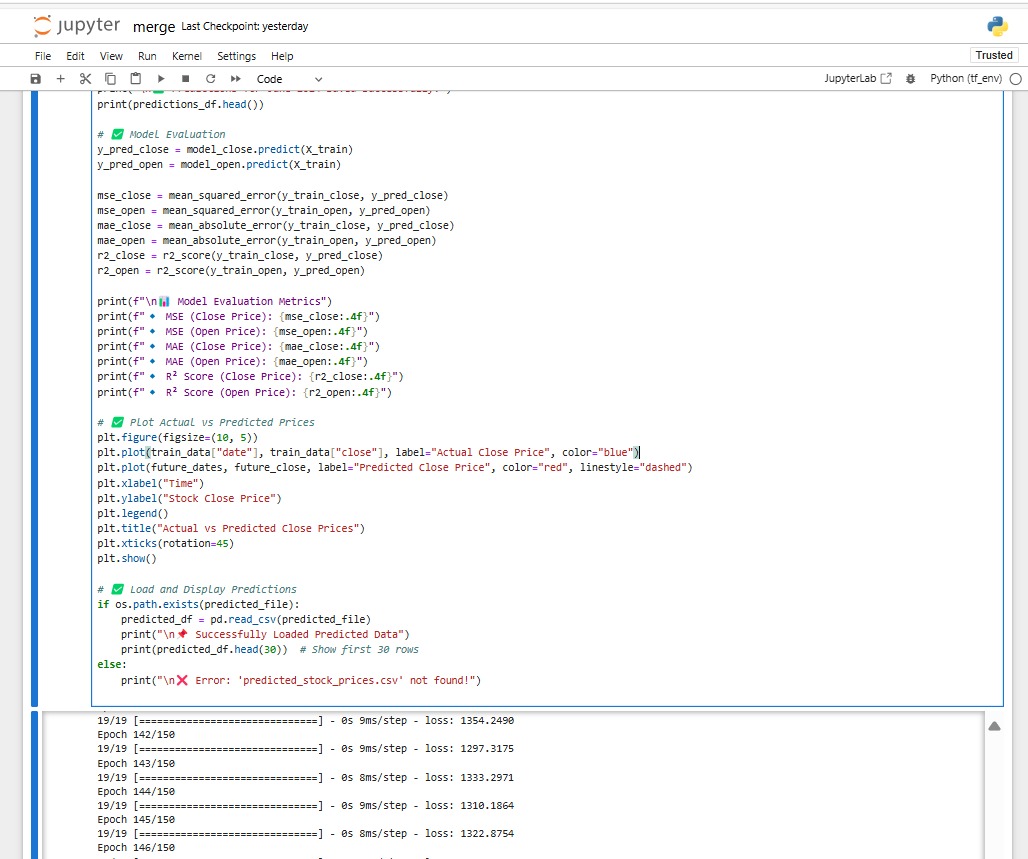 jupyter merge Last Checkpoint: yesterday
File Edit View Run Kernel Settings Help
Trusted
Code
JupyterLab
Python (tf_env)
print(predictions_df.head())
# ✅ Model Evaluation
y_pred_close = model_close.predict(X_train)
y_pred_open = model_open.predict(X_train)
mse_close = mean_squared_error(y_train_close, y_pred_close)
mse_open = mean_squared_error(y_train_open, y_pred_open)
mae_close = mean_absolute_error(y_train_close, y_pred_close)
mae_open = mean_absolute_error(y_train_open, y_pred_open)
r2_close = r2_score(y_train_close, y_pred_close)
r2_open = r2_score(y_train_open, y_pred_open)
print(f"\n📊 Model Evaluation Metrics")
print(f"🔹 MSE (Close Price): {mse_close:.4f}")
print(f"🔹 MSE (Open Price): {mse_open:.4f}")
print(f"🔹 MAE (Close Price): {mae_close:.4f}")
print(f"🔹 MAE (Open Price): {mae_open:.4f}")
print(f"🔹 R² Score (Close Price): {r2_close:.4f}")
print(f"🔹 R² Score (Open Price): {r2_open:.4f}")
# ✅ Plot Actual vs Predicted Prices
plt.figure(figsize=(10, 5))
plt.plot(train_data["date"], train_data["close"], label="Actual Close Price", color="blue")
plt.plot(future_dates, future_close, label="Predicted Close Price", color="red", linestyle="dashed")
plt.xlabel("Time")
plt.ylabel("Stock Close Price")
plt.legend()
plt.title("Actual vs Predicted Close Prices")
plt.xticks(rotation=45)
plt.show()
# ✅ Load and Display Predictions
if os.path.exists(predicted_file):
predicted_df = pd.read_csv(predicted_file)
print("\n📌 Successfully Loaded Predicted Data")
print(predicted_df.head(30)) # Show first 30 rows
else:
print("\n❌ Error: 'predicted_stock_prices.csv' not found!")
19/19 [==============================] - 0s 9ms/step - loss: 1354.2490
Epoch 142/150
19/19 [==============================] - 0s 9ms/step - loss: 1297.3175
Epoch 143/150
19/19 [==============================] - 0s 8ms/step - loss: 1333.2971
Epoch 144/150
19/19 [==============================] - 0s 9ms/step - loss: 1310.1864
Epoch 145/150
19/19 [==============================] - 0s 8ms/step - loss: 1322.8754
Epoch 146/150